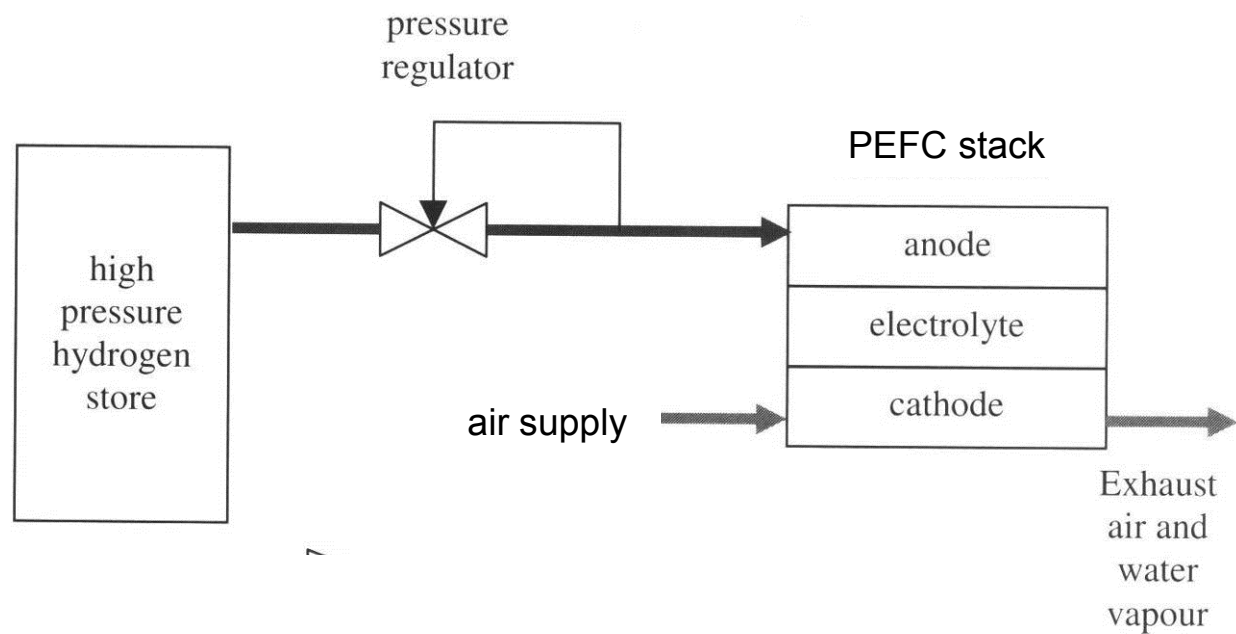 pressure
regulator
PEFC stack
high
pressure
hydrogen
store
anode
electrolyte
cathode
air supply
Exhaust
air and
water
vapour